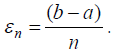 εₙ = (b − a)/n.